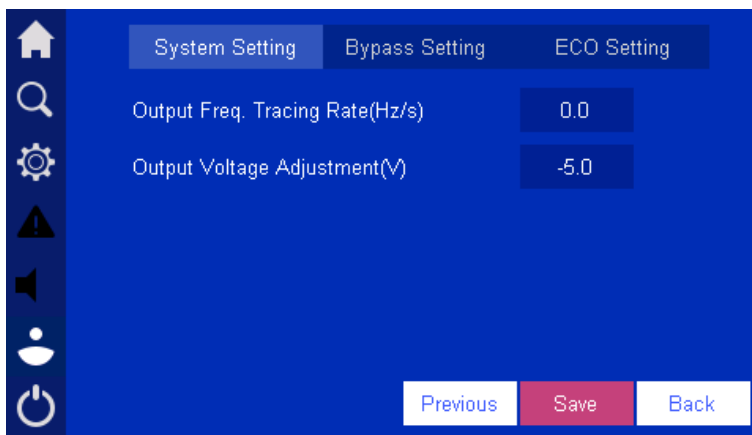 System Setting Bypass Setting ECO Setting
Output Freq. Tracing Rate(Hz/s) 0.0
Output Voltage Adjustment(V) -5.0
Previous Save Back